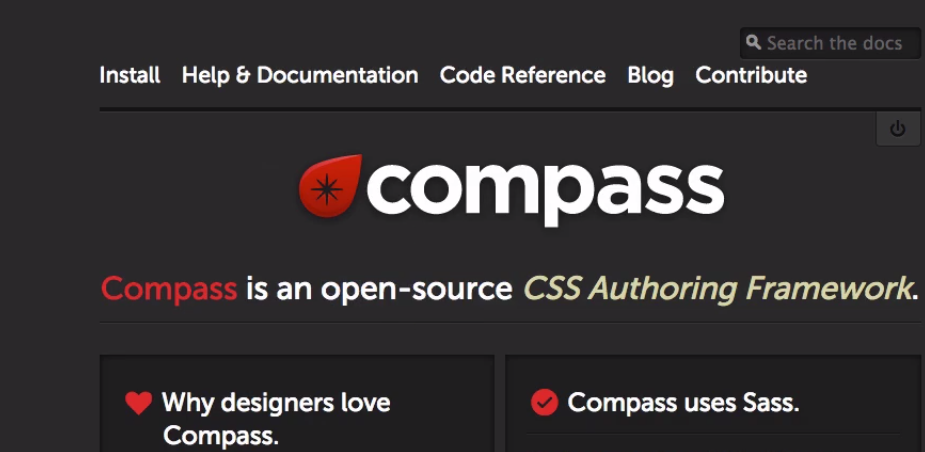 Search the docs
Install Help & Documentation Code Reference Blog Contribute
compass
Compass is an open-source CSS Authoring Framework.
Why designers love
Compass.
Compass uses Sass.